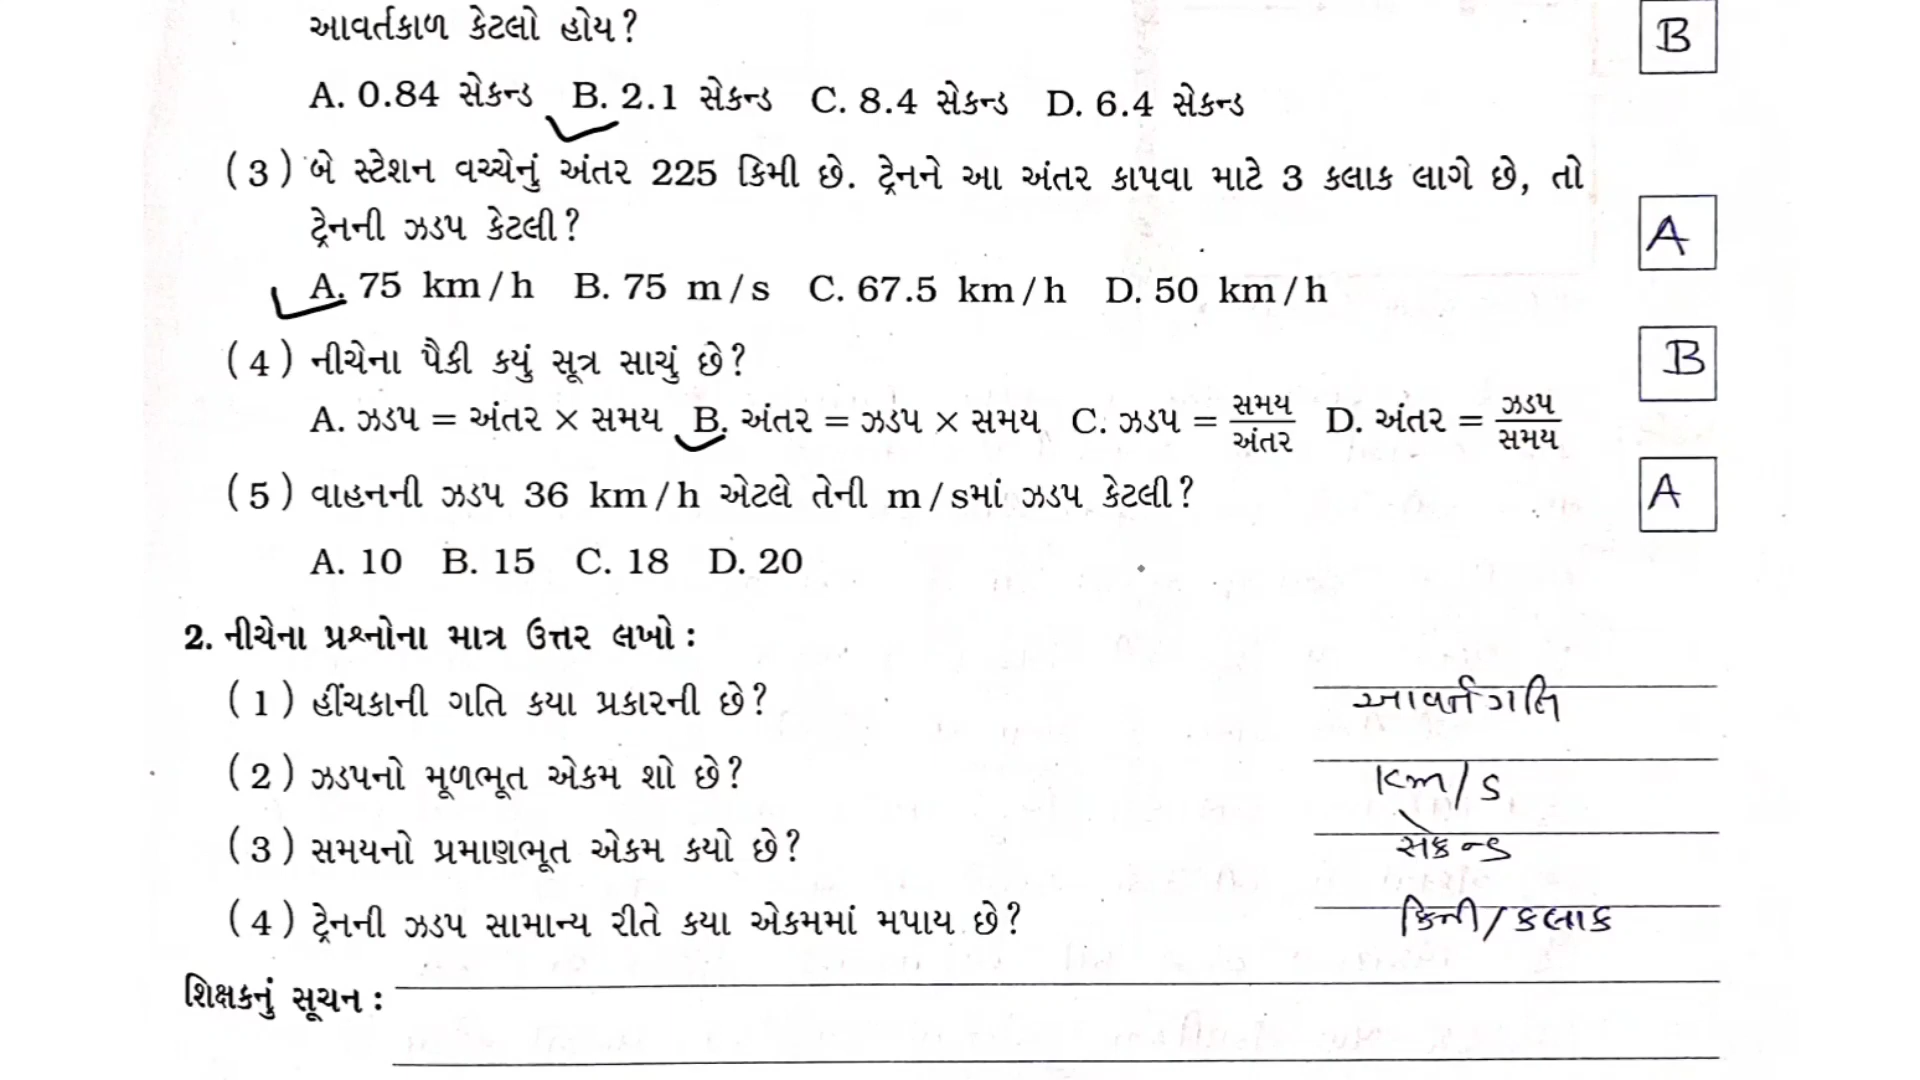 આવર્તકાળ કેટલો હોય?
B
A. 0.84 સેકન્ડ B. 2.1 સેકન્ડ C. 8.4 સેકન્ડ D. 6.4 સેકન્ડ
(3) બે સ્ટેશન વચ્ચેનું અંતર 225 કિમી છે. ટ્રેનને આ અંતર કાપવા માટે 3 કલાક લાગે છે, તો
ટ્રેનની ઝડપ કેટલી?
A
A. 75 km/h B. 75 m/s C. 67.5 km/h D. 50 km/h
(4) નીચેના પૈકી કયું સૂત્ર સાચું છે?
B
A. ઝડપ = અંતર × સમય B. અંતર = ઝડપ × સમય C. ઝડપ = સમય/અંતર D. અંતર = ઝડપ/સમય
(5) વાહનની ઝડપ 36 km/h એટલે તેની m/sમાં ઝડપ કેટલી?
A
A. 10 B. 15 C. 18 D. 20
2. નીચેના પ્રશ્નોના માત્ર ઉત્તર લખો :
(1) હીંચકાની ગતિ કયા પ્રકારની છે? આવર્તગતિ
(2) ઝડપનો મૂળભૂત એકમ શો છે? Km/s
(3) સમયનો પ્રમાણભૂત એકમ કયો છે? સેકન્ડ
(4) ટ્રેનની ઝડપ સામાન્ય રીતે કયા એકમમાં મપાય છે? કિમી/કલાક
શિક્ષકનું સૂચન :